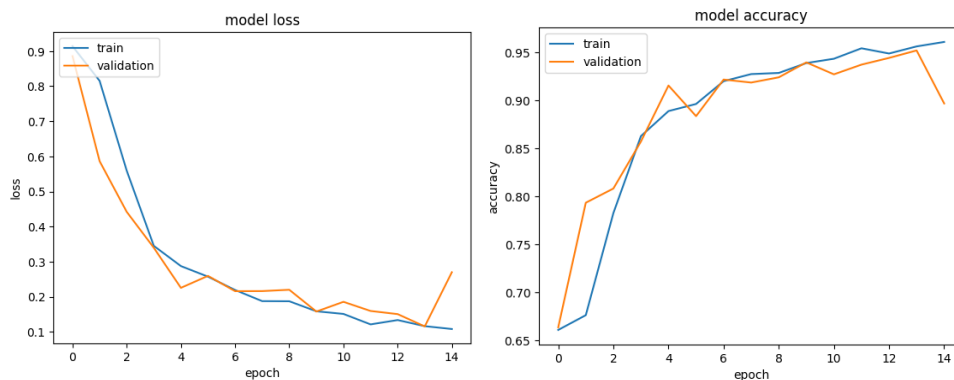 model loss
train
validation
0.9
0.8
0.7
0.6
0.5
0.4
0.3
0.2
0.1
loss
0 2 4 6 8 10 12 14
epoch
model accuracy
train
validation
0.95
0.90
0.85
0.80
0.75
0.70
0.65
accuracy
0 2 4 6 8 10 12 14
epoch